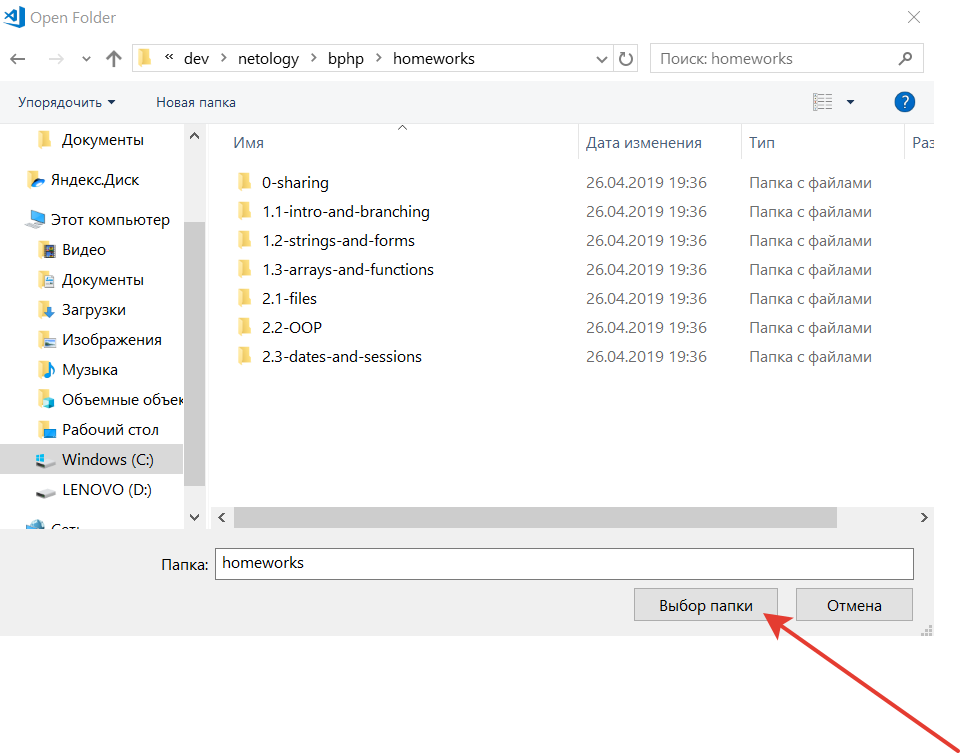 Open Folder
« dev > netology > bphp > homeworks
Поиск: homeworks
Упорядочить
Новая папка
?
Документы
Яндекс.Диск
Этот компьютер
Видео
Документы
Загрузки
Изображения
Музыка
Объемные объек
Рабочий стол
Windows (C:)
LENOVO (D:)
Сеть
Имя Дата изменения Тип Раз
0-sharing 26.04.2019 19:36 Папка с файлами
1.1-intro-and-branching 26.04.2019 19:36 Папка с файлами
1.2-strings-and-forms 26.04.2019 19:36 Папка с файлами
1.3-arrays-and-functions 26.04.2019 19:36 Папка с файлами
2.1-files 26.04.2019 19:36 Папка с файлами
2.2-OOP 26.04.2019 19:36 Папка с файлами
2.3-dates-and-sessions 26.04.2019 19:36 Папка с файлами
Папка: homeworks
Выбор папки
Отмена